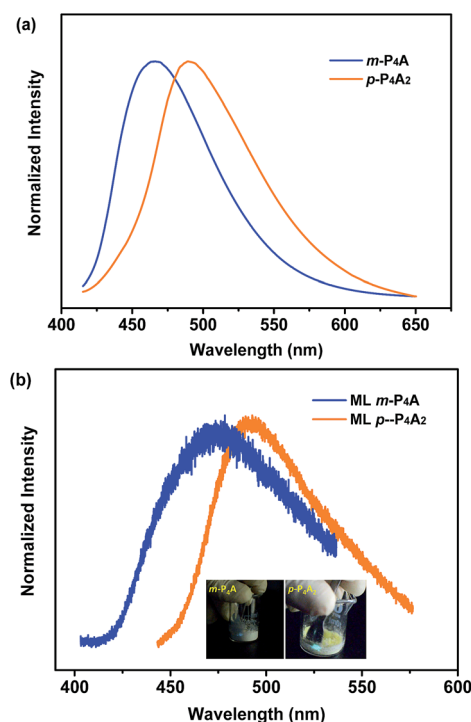 (a)
m-P₄A
p-P₄A₂
Normalized Intensity
400 450 500 550 600 650
Wavelength (nm)
(b)
ML m-P₄A
ML p--P₄A₂
Normalized Intensity
m-P₄A
p-P₄A₂
400 450 500 550 600
Wavelength (nm)